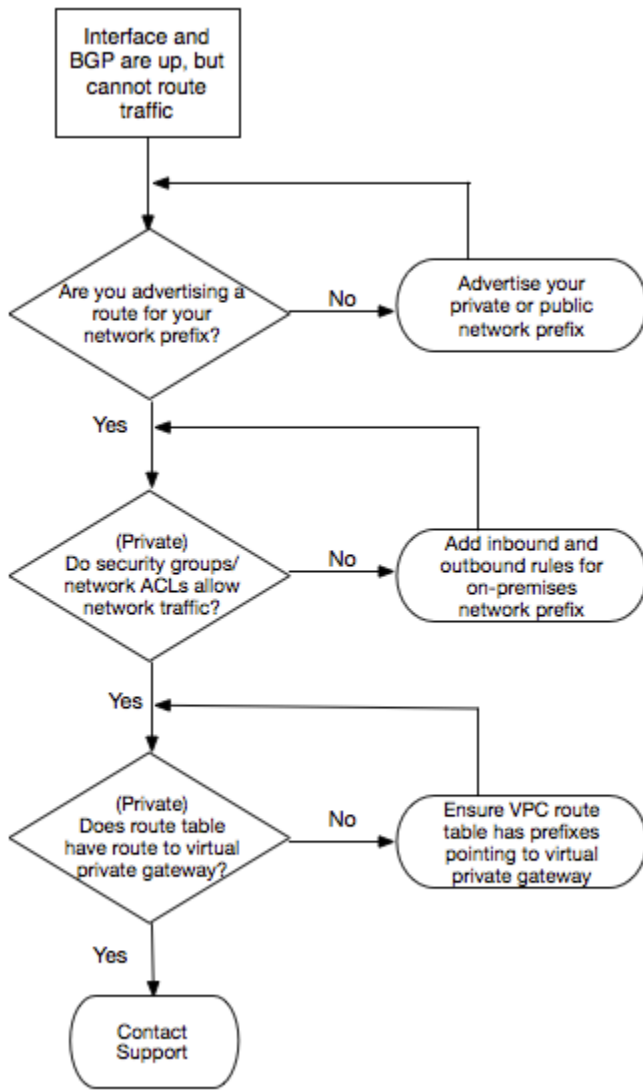 Interface and
BGP are up, but
cannot route
traffic
Are you advertising a
route for your
network prefix?
No
Advertise your
private or public
network prefix
Yes
(Private)
Do security groups/
network ACLs allow
network traffic?
No
Add inbound and
outbound rules for
on-premises
network prefix
Yes
(Private)
Does route table
have route to virtual
private gateway?
No
Ensure VPC route
table has prefixes
pointing to virtual
private gateway
Yes
Contact
Support